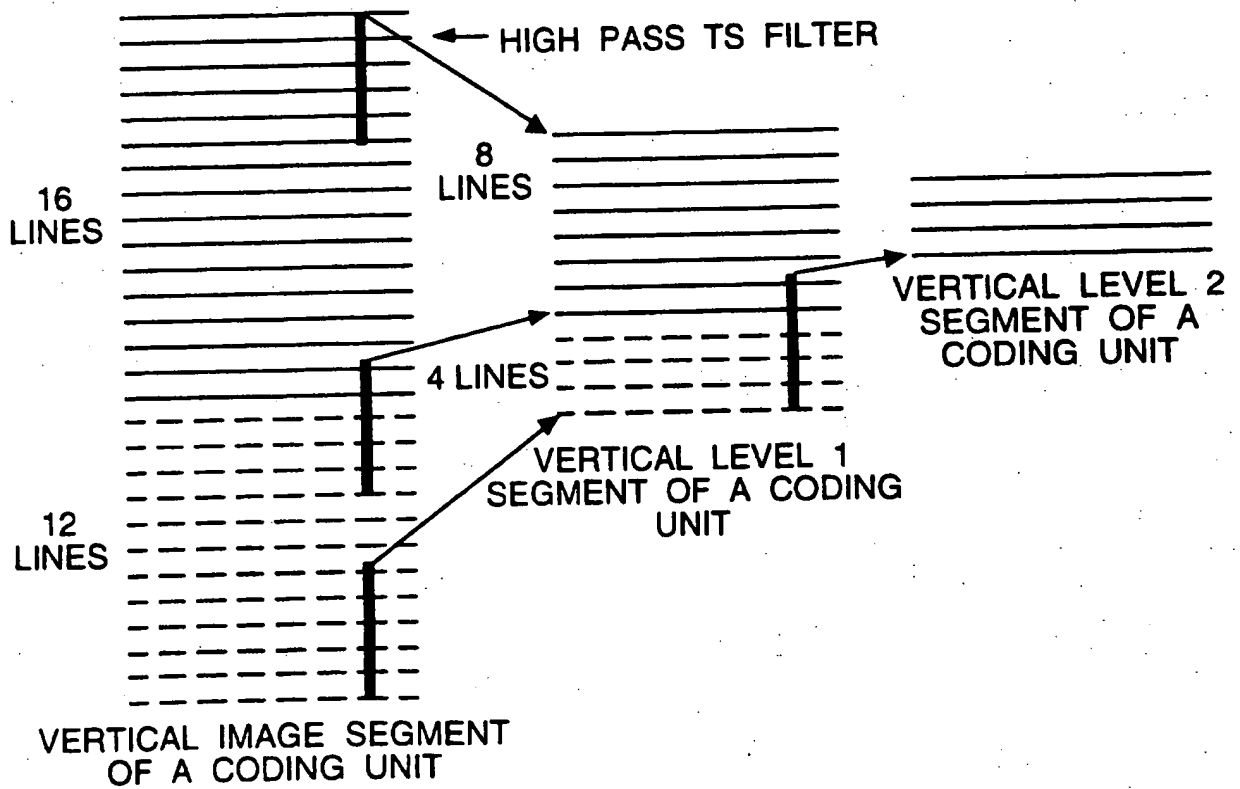 HIGH PASS TS FILTER
8
LINES
16
LINES
VERTICAL LEVEL 2
SEGMENT OF A
CODING UNIT
4 LINES
VERTICAL LEVEL 1
SEGMENT OF A CODING
UNIT
12
LINES
VERTICAL IMAGE SEGMENT
OF A CODING UNIT